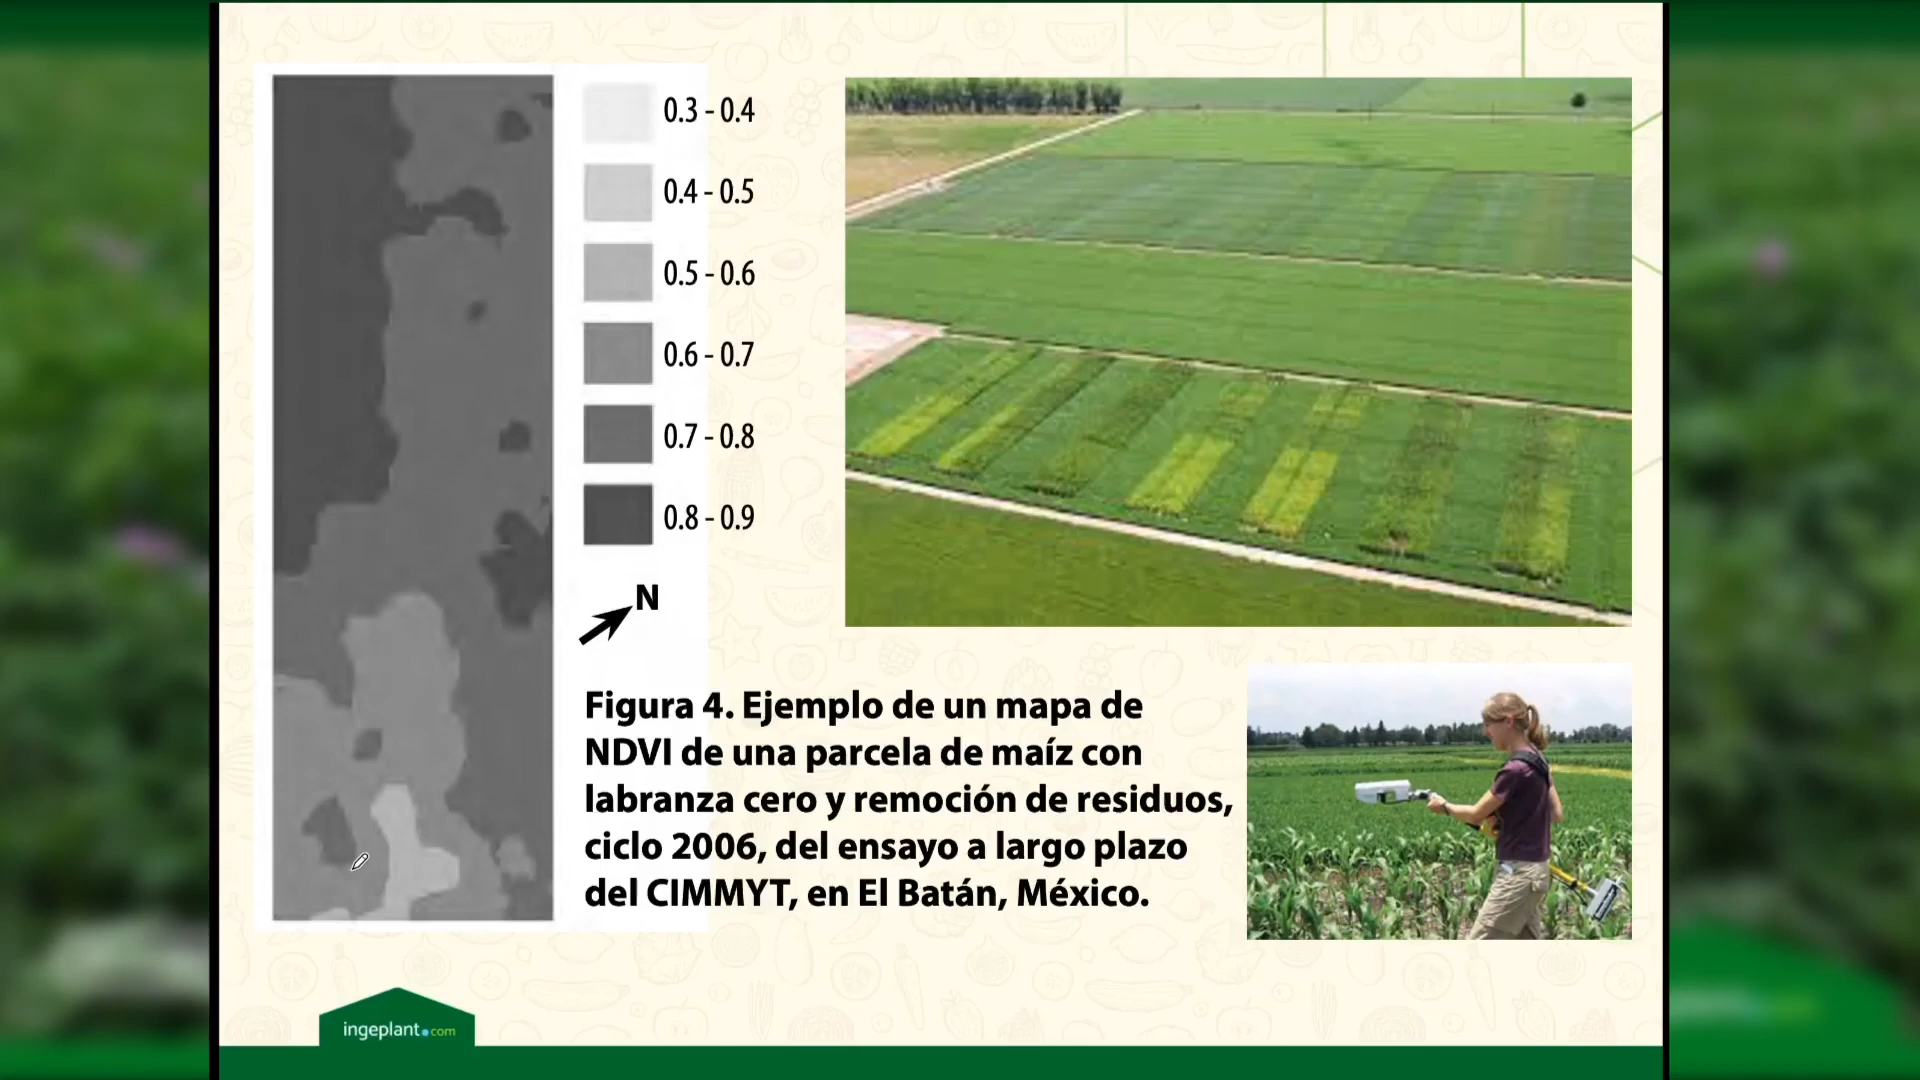 0.3 - 0.4
0.4 - 0.5
0.5 - 0.6
0.6 - 0.7
0.7 - 0.8
0.8 - 0.9
N
Figura 4. Ejemplo de un mapa de
NDVI de una parcela de maíz con
labranza cero y remoción de residuos,
ciclo 2006, del ensayo a largo plazo
del CIMMYT, en El Batán, México.
ingeplant.com